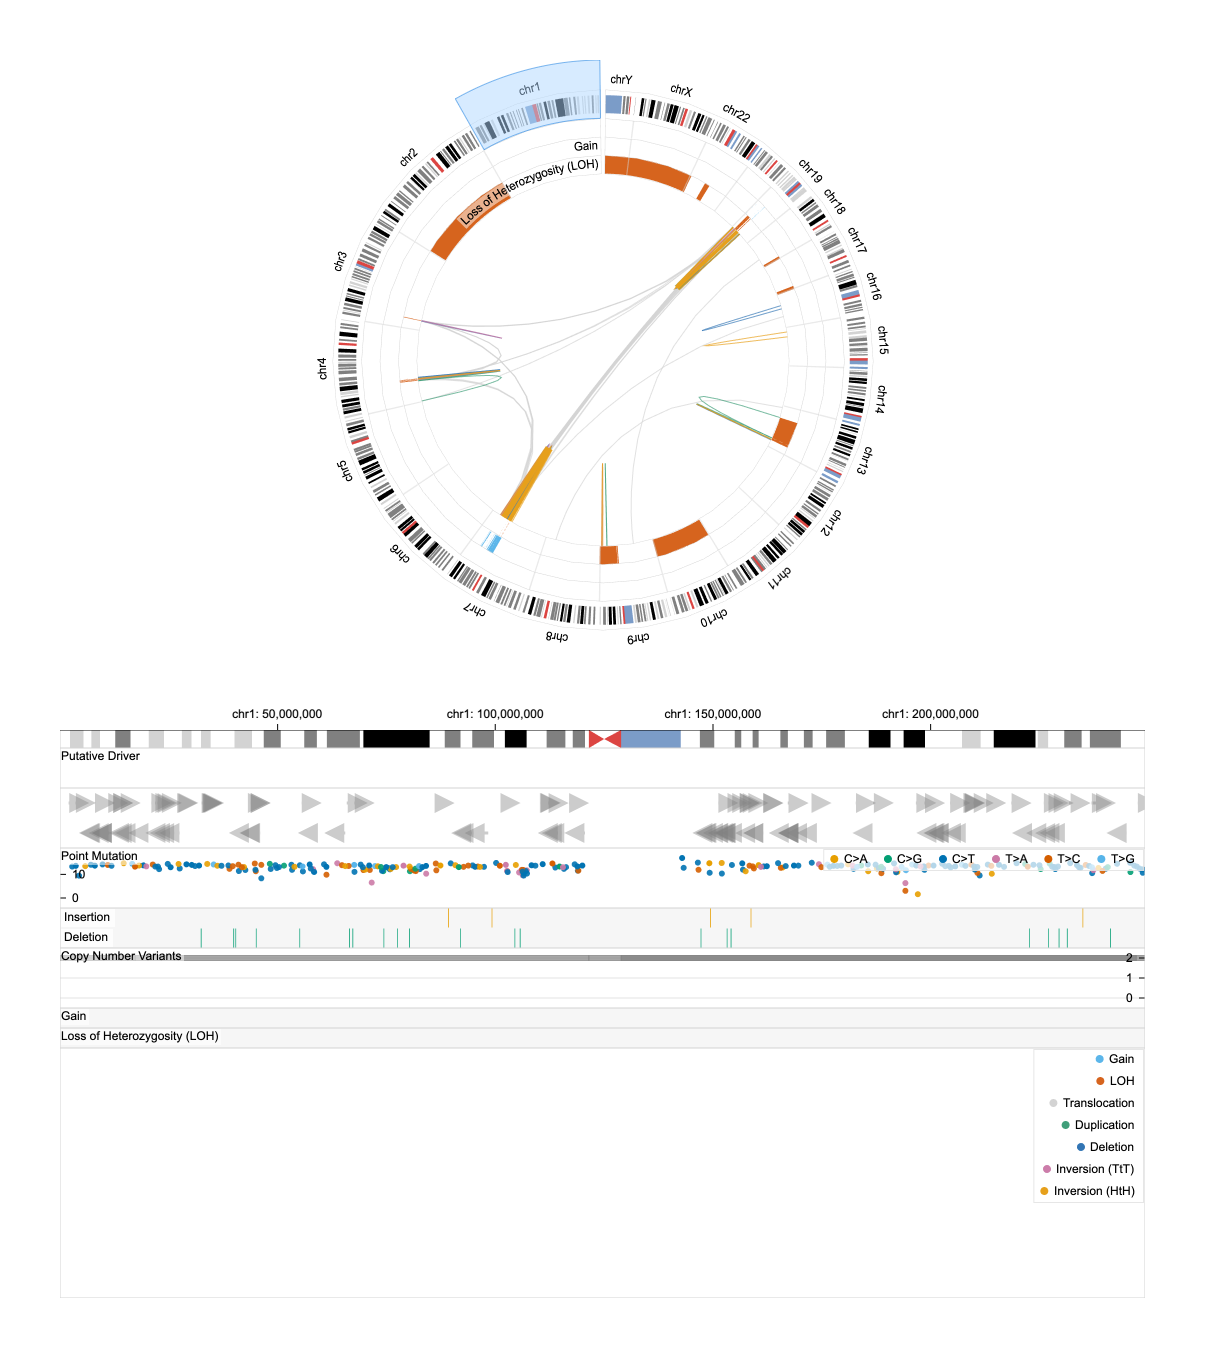 chrY
chrX
chr22
chr19
chr18
chr17
chr16
chr15
chr14
chr13
chr12
chr11
chr10
chr9
chr8
chr7
chr6
chr5
chr4
chr3
chr2
chr1
Gain
Loss of Heterozygosity (LOH)
chr1: 50,000,000
chr1: 100,000,000
chr1: 150,000,000
chr1: 200,000,000
Putative Driver
Point Mutation
C>A
C>G
C>T
T>A
T>C
T>G
10
0
Insertion
Deletion
Copy Number Variants
2
1
0
Gain
Loss of Heterozygosity (LOH)
Gain
LOH
Translocation
Duplication
Deletion
Inversion (TtT)
Inversion (HtH)